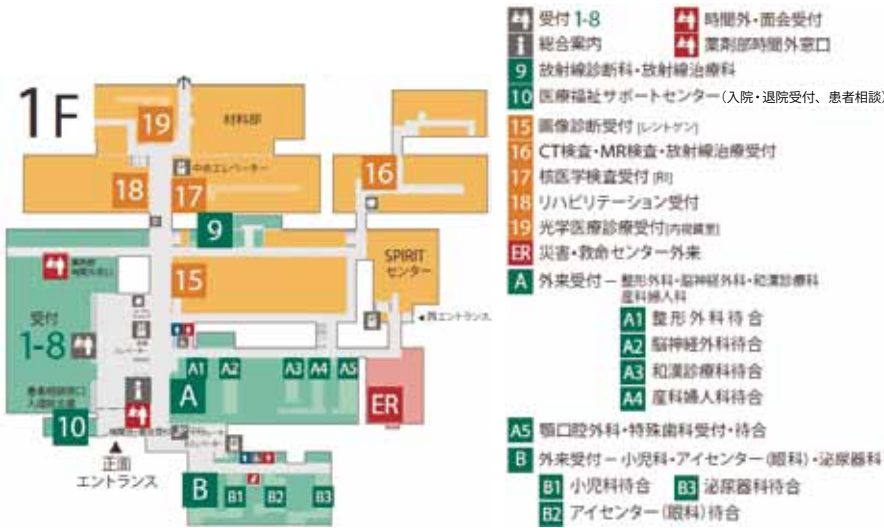 1F
19
材料部
中央エレベーター
18
17
16
9
SPIRIT
センター
15
受付
1-8
A1
A2
A3
A4
A5
A
ER
10
正面
エントランス
B
B1
B2
B3
受付 1-8
時間外・面会受付
総合案内
薬剤部時間外窓口
9 放射線診断科・放射線治療科
10 医療福祉サポートセンター(入院・退院受付、患者相談)
15 画像診断受付 [レントゲン]
16 CT検査・MR検査・放射線治療受付
17 核医学検査受付 [RI]
18 リハビリテーション受付
19 光学医療診療受付[内視鏡室]
ER 災害・救命センター外来
A 外来受付 − 整形外科・脳神経外科・和漢診療科
産科婦人科
A1 整形外科待合
A2 脳神経外科待合
A3 和漢診療科待合
A4 産科婦人科待合
A5 顎口腔外科・特殊歯科受付・待合
B 外来受付 − 小児科・アイセンター(眼科)・泌尿器科
B1 小児科待合 B3 泌尿器科待合
B2 アイセンター(眼科)待合